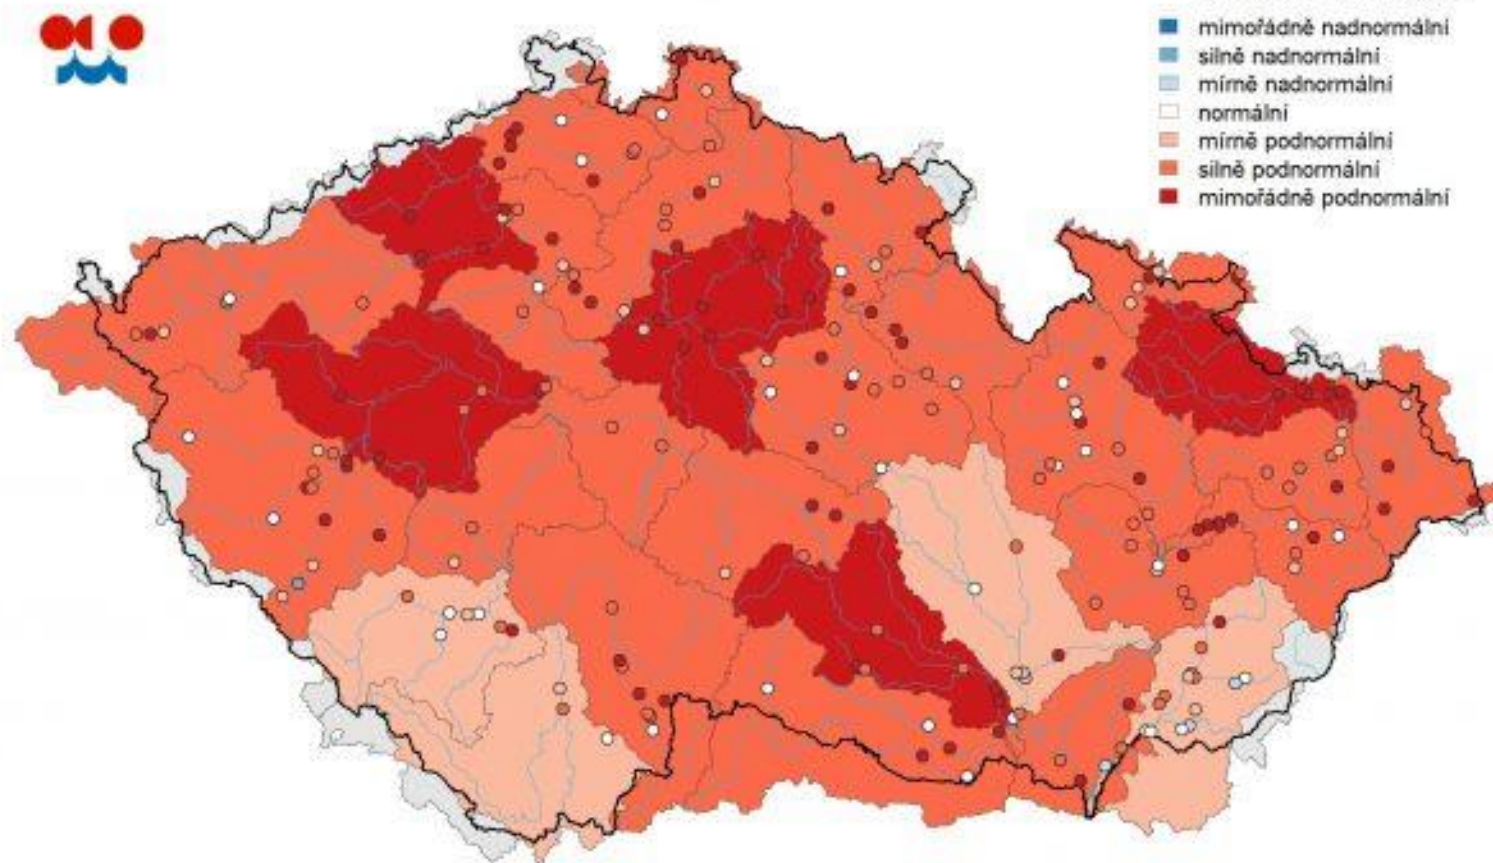 mimořádně nadnormální
silně nadnormální
mírně nadnormální
normální
mírně podnormální
silně podnormální
mimořádně podnormální